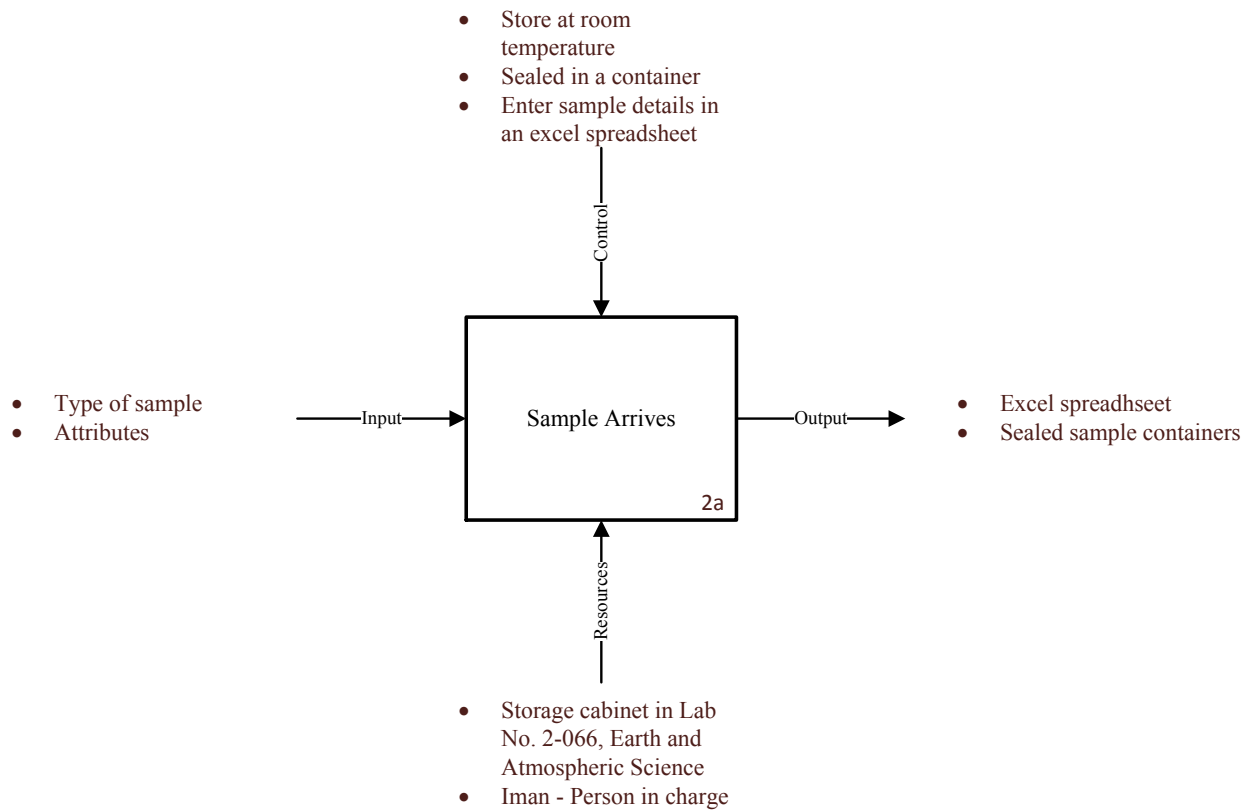 • Store at room
temperature
• Sealed in a container
• Enter sample details in
an excel spreadsheet
Control
• Type of sample
• Attributes
Input
Sample Arrives
2a
Output
• Excel spreadhseet
• Sealed sample containers
Resources
• Storage cabinet in Lab
No. 2-066, Earth and
Atmospheric Science
• Iman - Person in charge